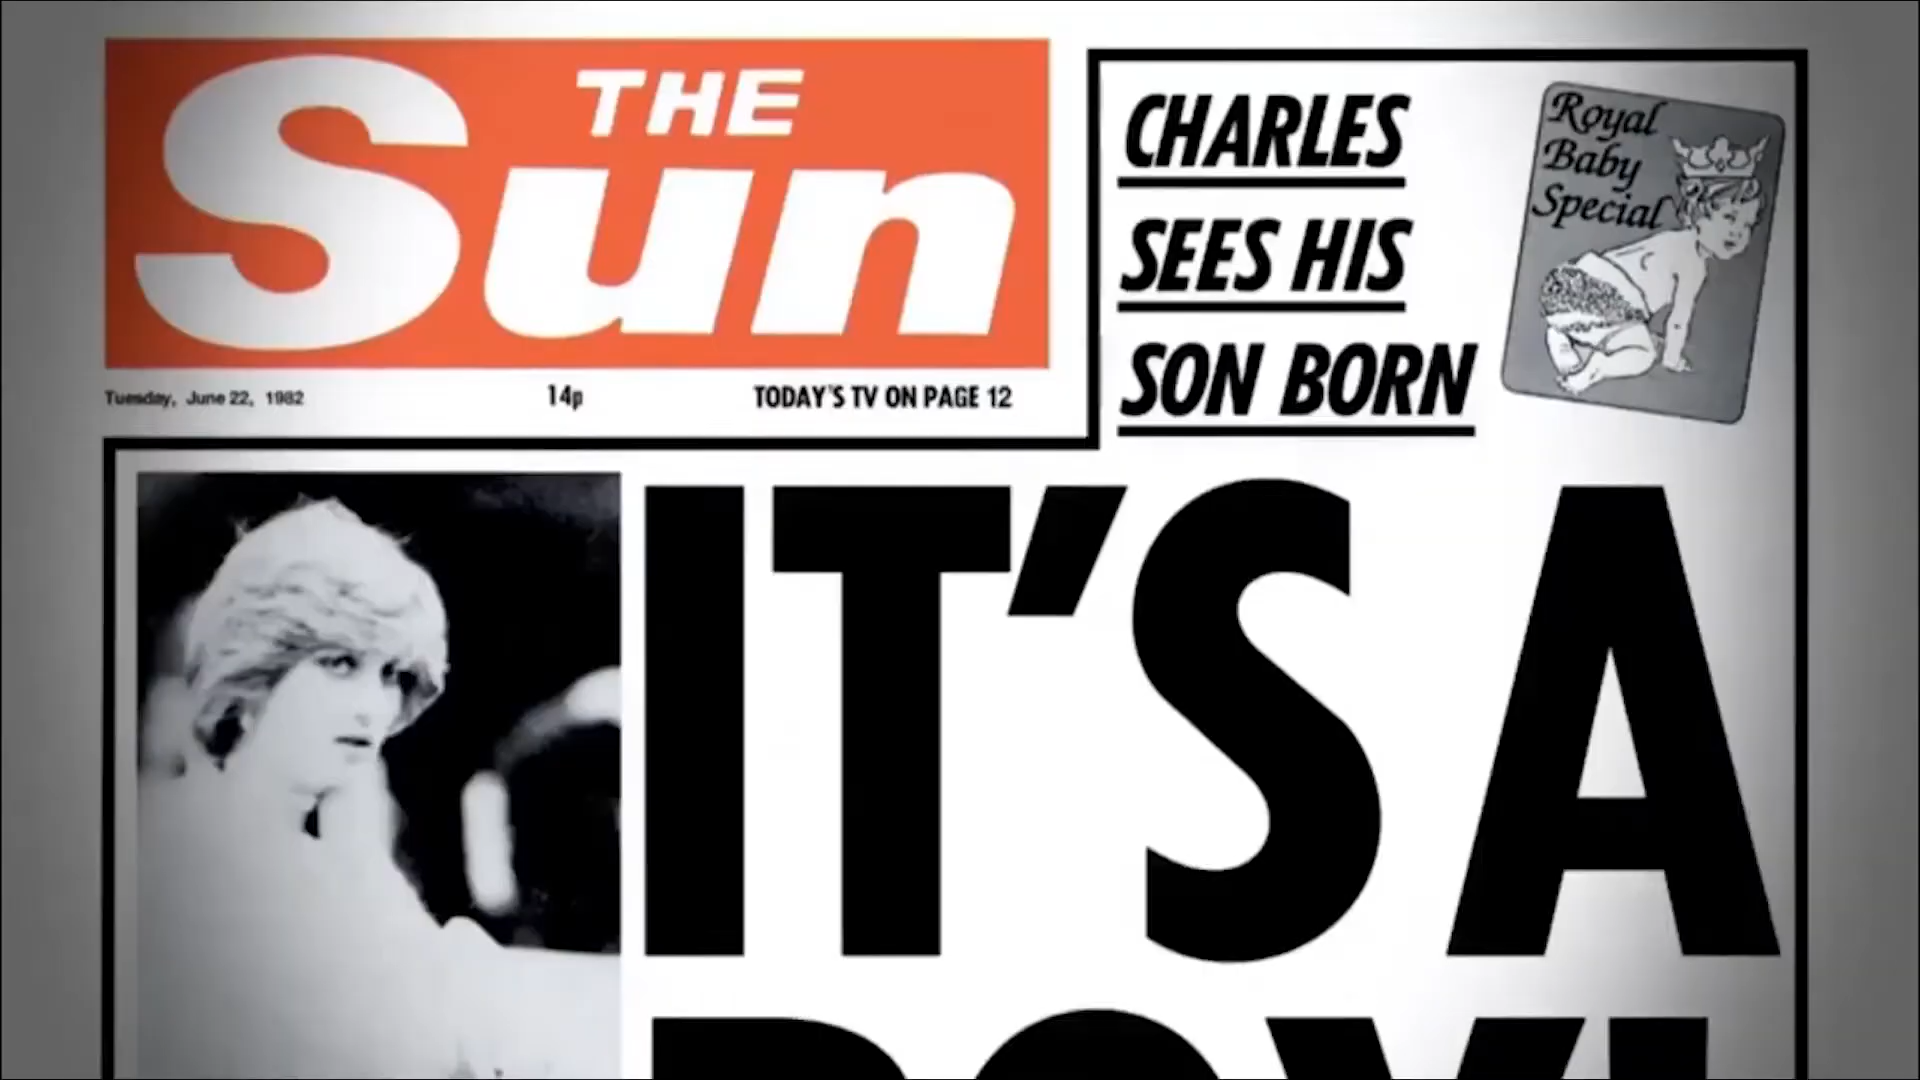 THE
Sun
Tuesday, June 22, 1982
14p
TODAY'S TV ON PAGE 12
CHARLES
SEES HIS
SON BORN
Royal
Baby
Special
IT'S A
BOY!